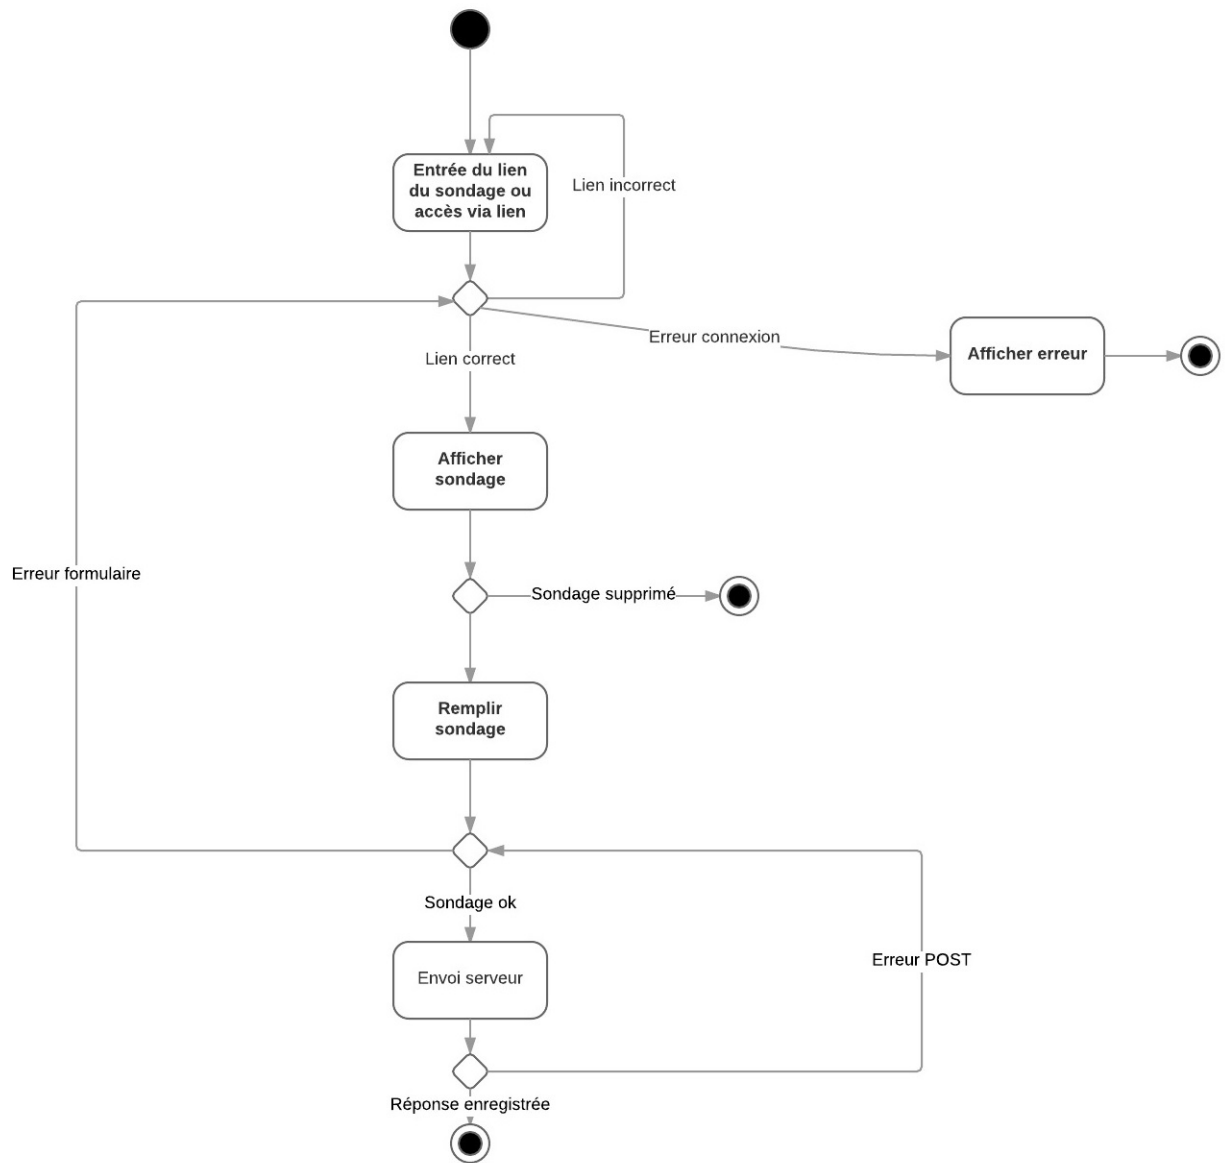 Entrée du lien
du sondage ou
accès via lien
Lien incorrect
Erreur connexion
Afficher erreur
Lien correct
Afficher
sondage
Erreur formulaire
Sondage supprimé
Remplir
sondage
Sondage ok
Envoi serveur
Erreur POST
Réponse enregistrée